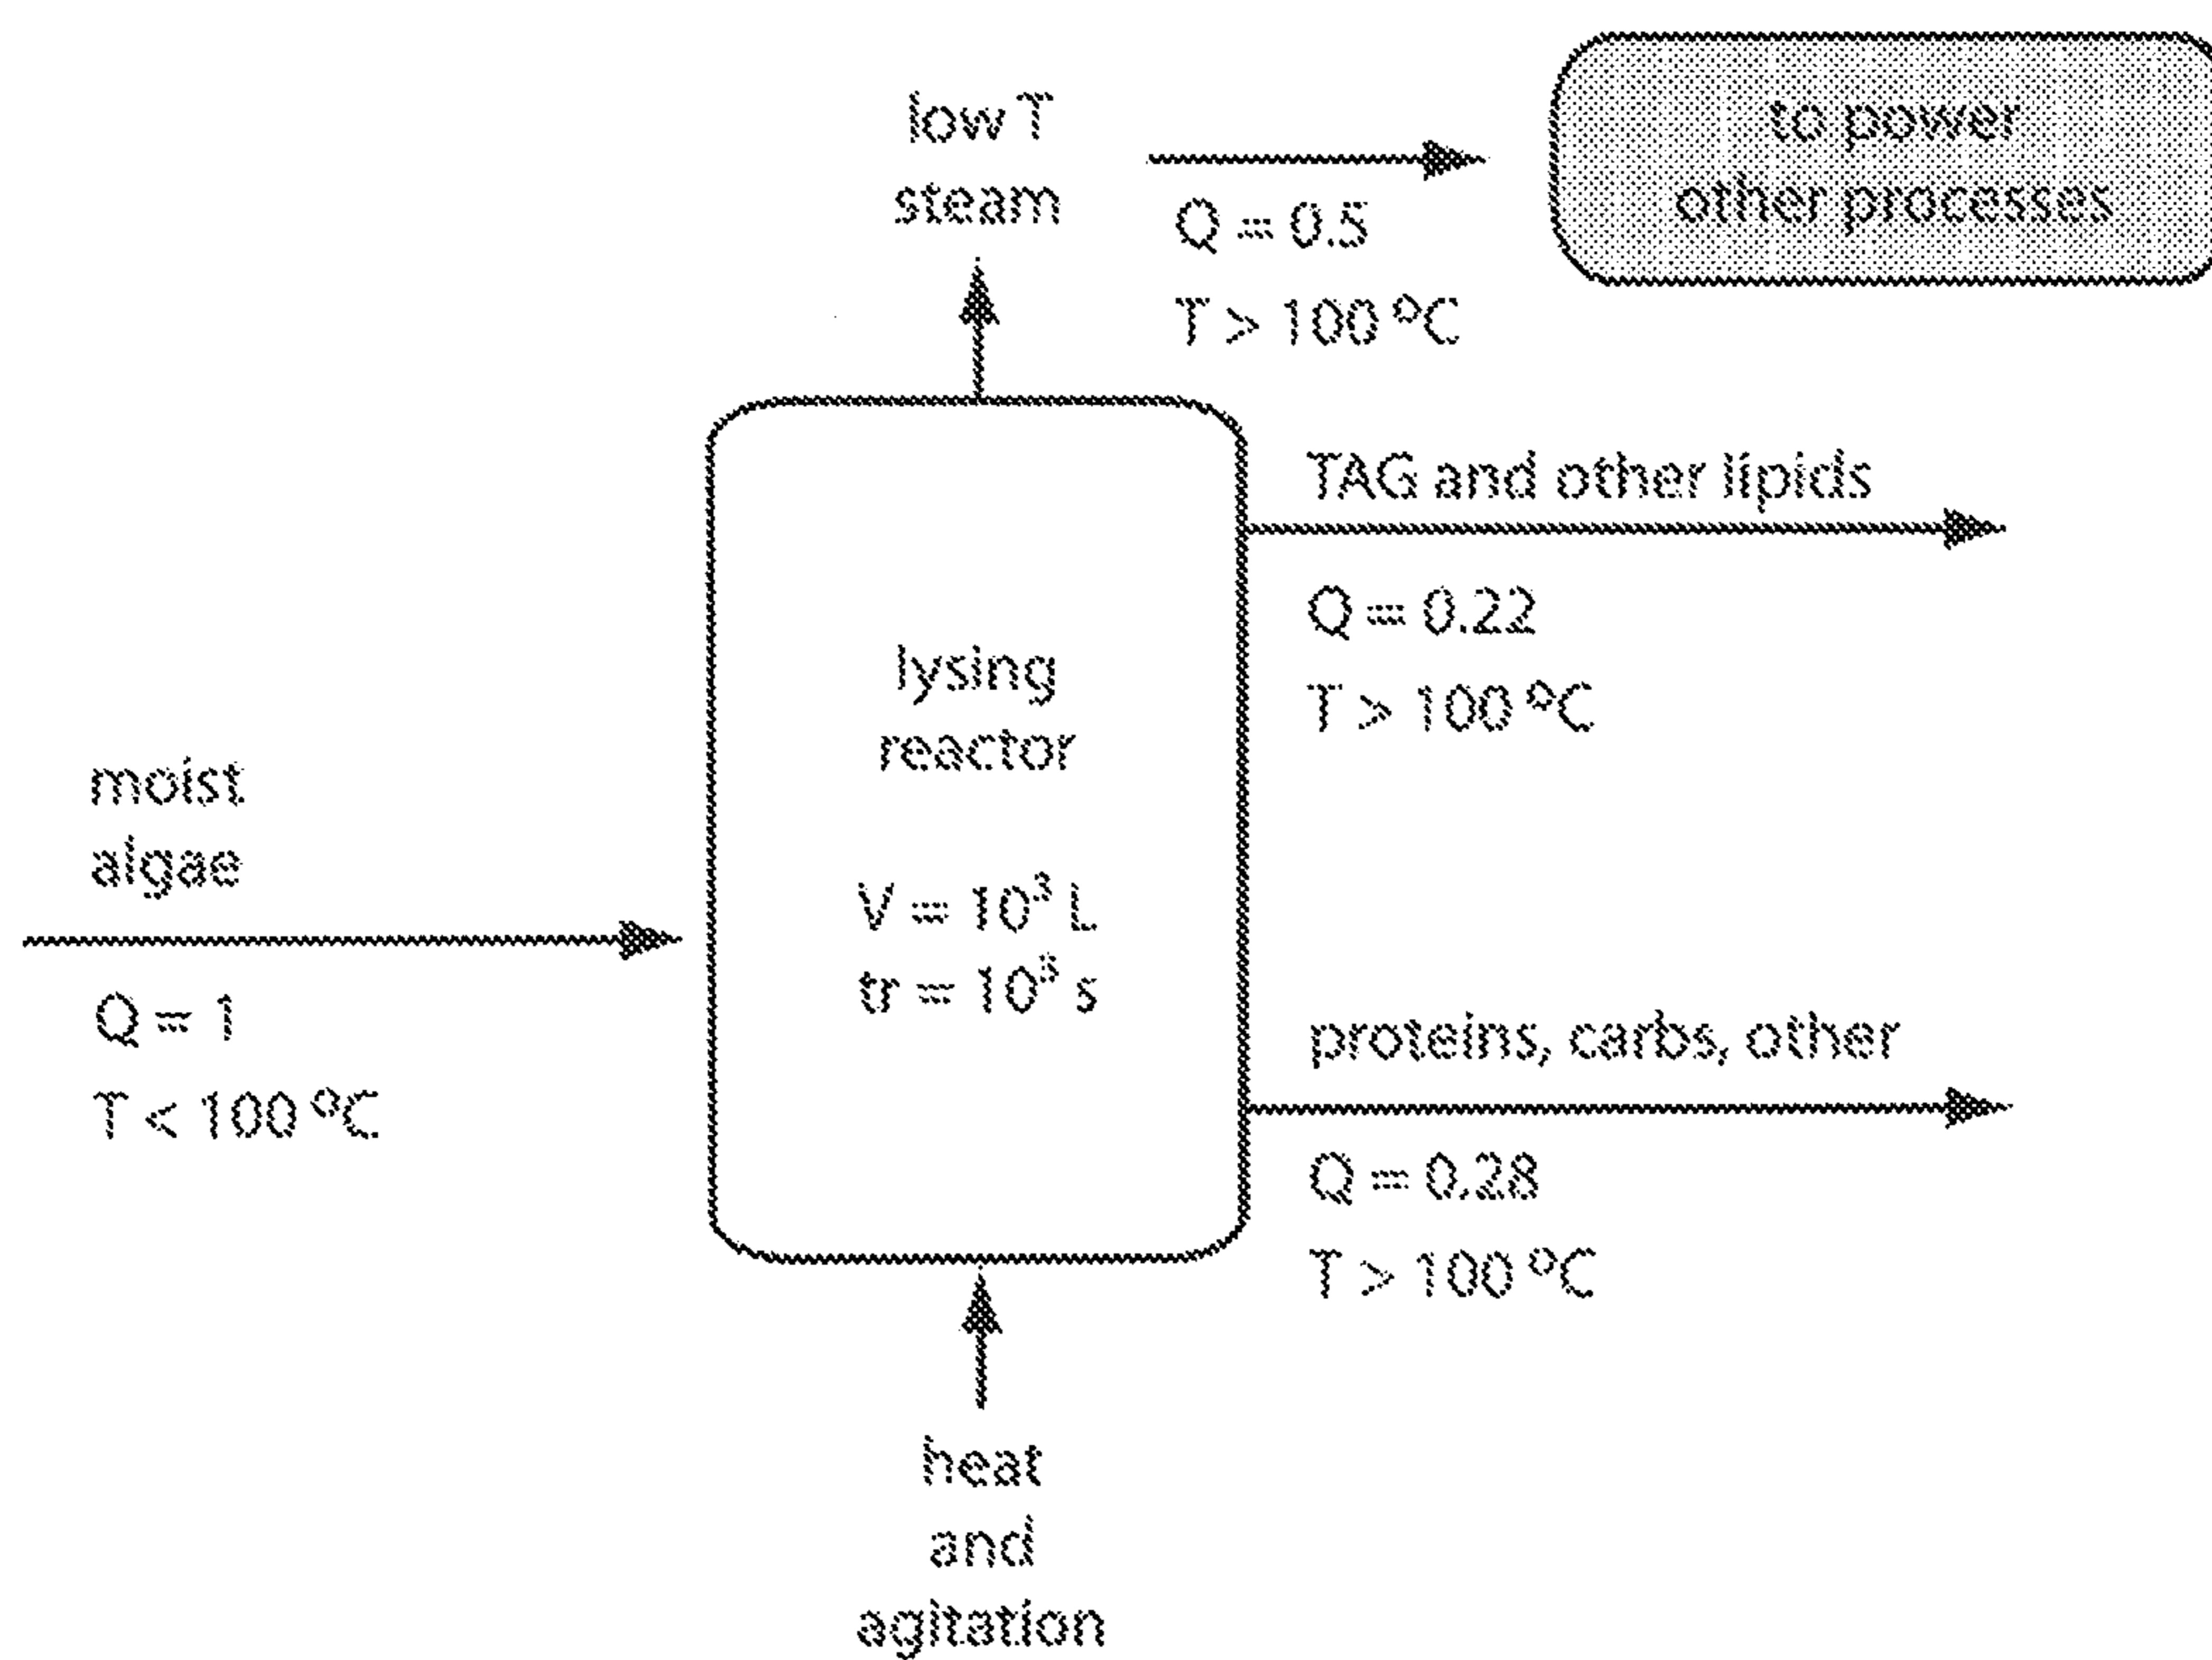 low T
steam
Q = 0.5
T > 100 °C
to power
other processes
TAG and other lipids
Q = 0.22
T > 100 °C
lysing
reactor
V = 10³ L
tr = 10³ s
moist
algae
Q = 1
T < 100 °C
proteins, carbs, other
Q = 0.28
T > 100 °C
heat
and
agitation